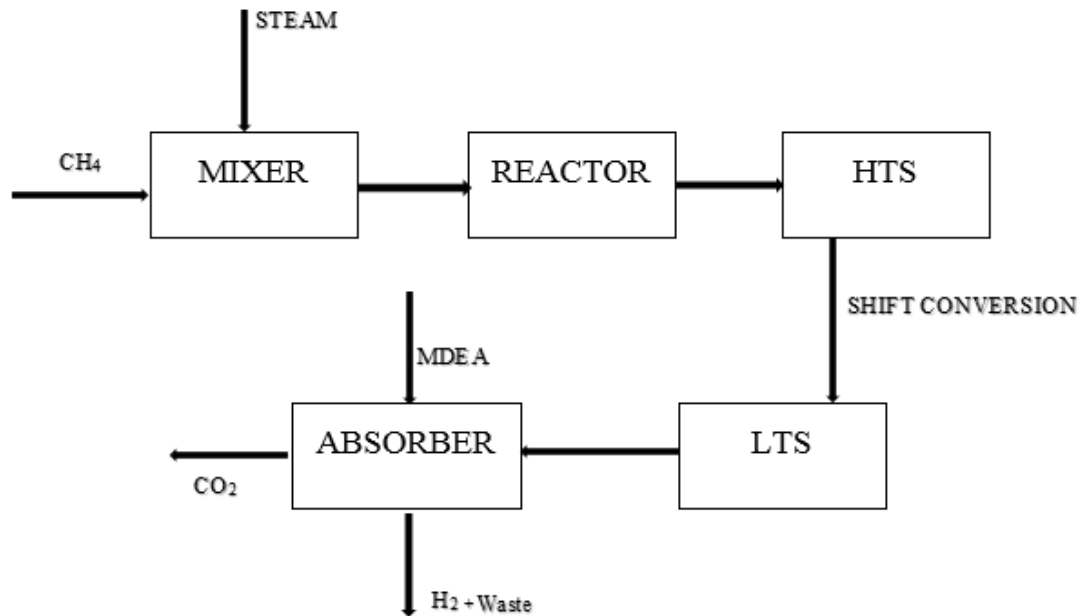 STEAM
CH₄
MIXER
REACTOR
HTS
SHIFT CONVERSION
MDEA
ABSORBER
LTS
CO₂
H₂ + Waste